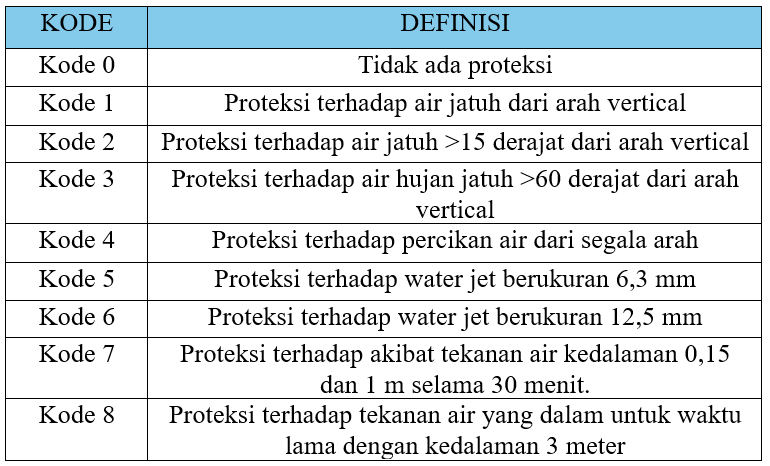 KODE DEFINISI
Kode 0 Tidak ada proteksi
Kode 1 Proteksi terhadap air jatuh dari arah vertical
Kode 2 Proteksi terhadap air jatuh >15 derajat dari arah vertical
Kode 3 Proteksi terhadap air hujan jatuh >60 derajat dari arah
vertical
Kode 4 Proteksi terhadap percikan air dari segala arah
Kode 5 Proteksi terhadap water jet berukuran 6,3 mm
Kode 6 Proteksi terhadap water jet berukuran 12,5 mm
Kode 7 Proteksi terhadap akibat tekanan air kedalaman 0,15
dan 1 m selama 30 menit.
Kode 8 Proteksi terhadap tekanan air yang dalam untuk waktu
lama dengan kedalaman 3 meter